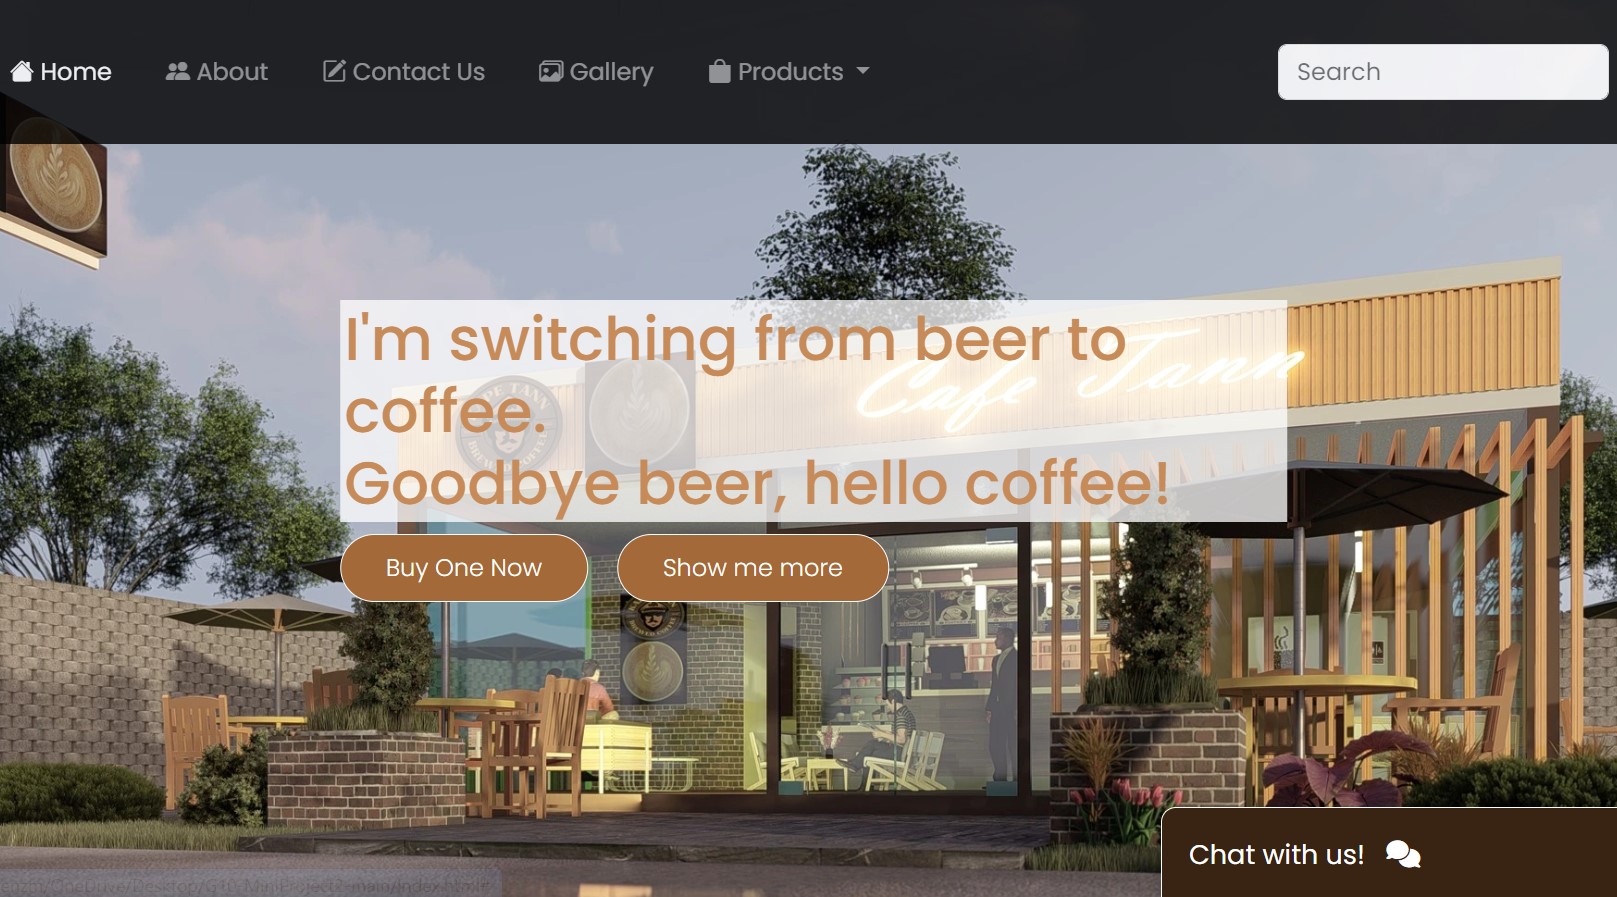 Home
About
Contact Us
Gallery
Products
Search
I'm switching from beer to
coffee.
Goodbye beer, hello coffee!
Cafe Tann
Buy One Now
Show me more
Chat with us!